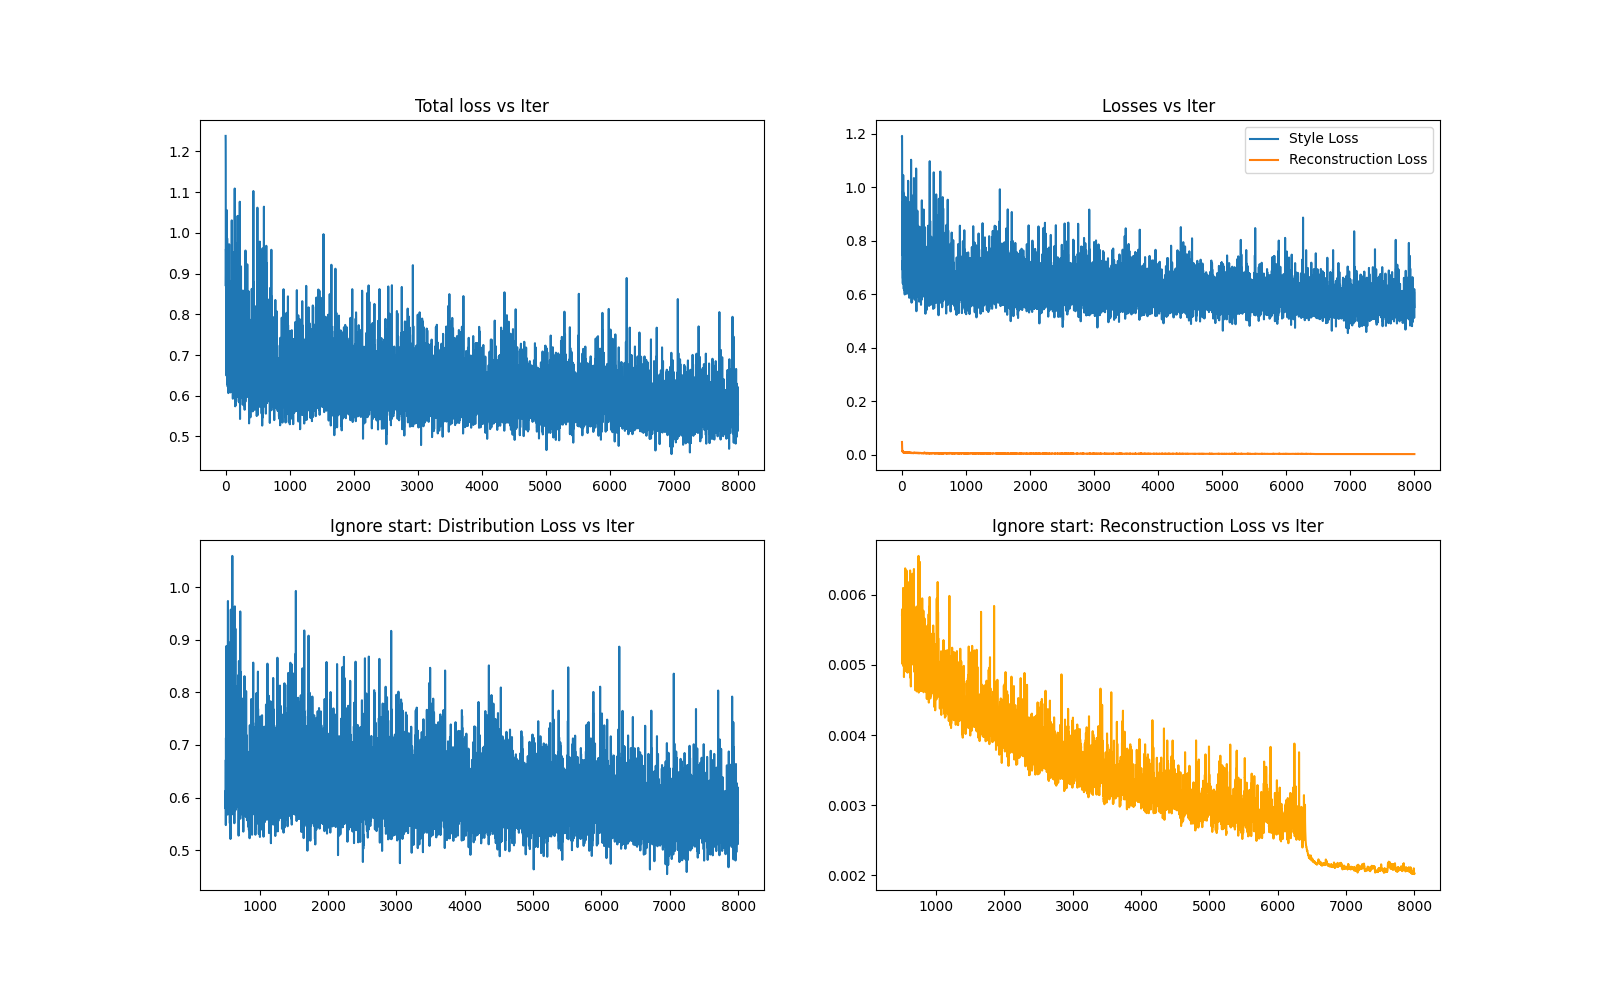 Total loss vs Iter
1.2
1.1
1.0
0.9
0.8
0.7
0.6
0.5
0 1000 2000 3000 4000 5000 6000 7000 8000
Losses vs Iter
Style Loss
Reconstruction Loss
1.2
1.0
0.8
0.6
0.4
0.2
0.0
0 1000 2000 3000 4000 5000 6000 7000 8000
Ignore start: Distribution Loss vs Iter
1.0
0.9
0.8
0.7
0.6
0.5
1000 2000 3000 4000 5000 6000 7000 8000
Ignore start: Reconstruction Loss vs Iter
0.006
0.005
0.004
0.003
0.002
1000 2000 3000 4000 5000 6000 7000 8000